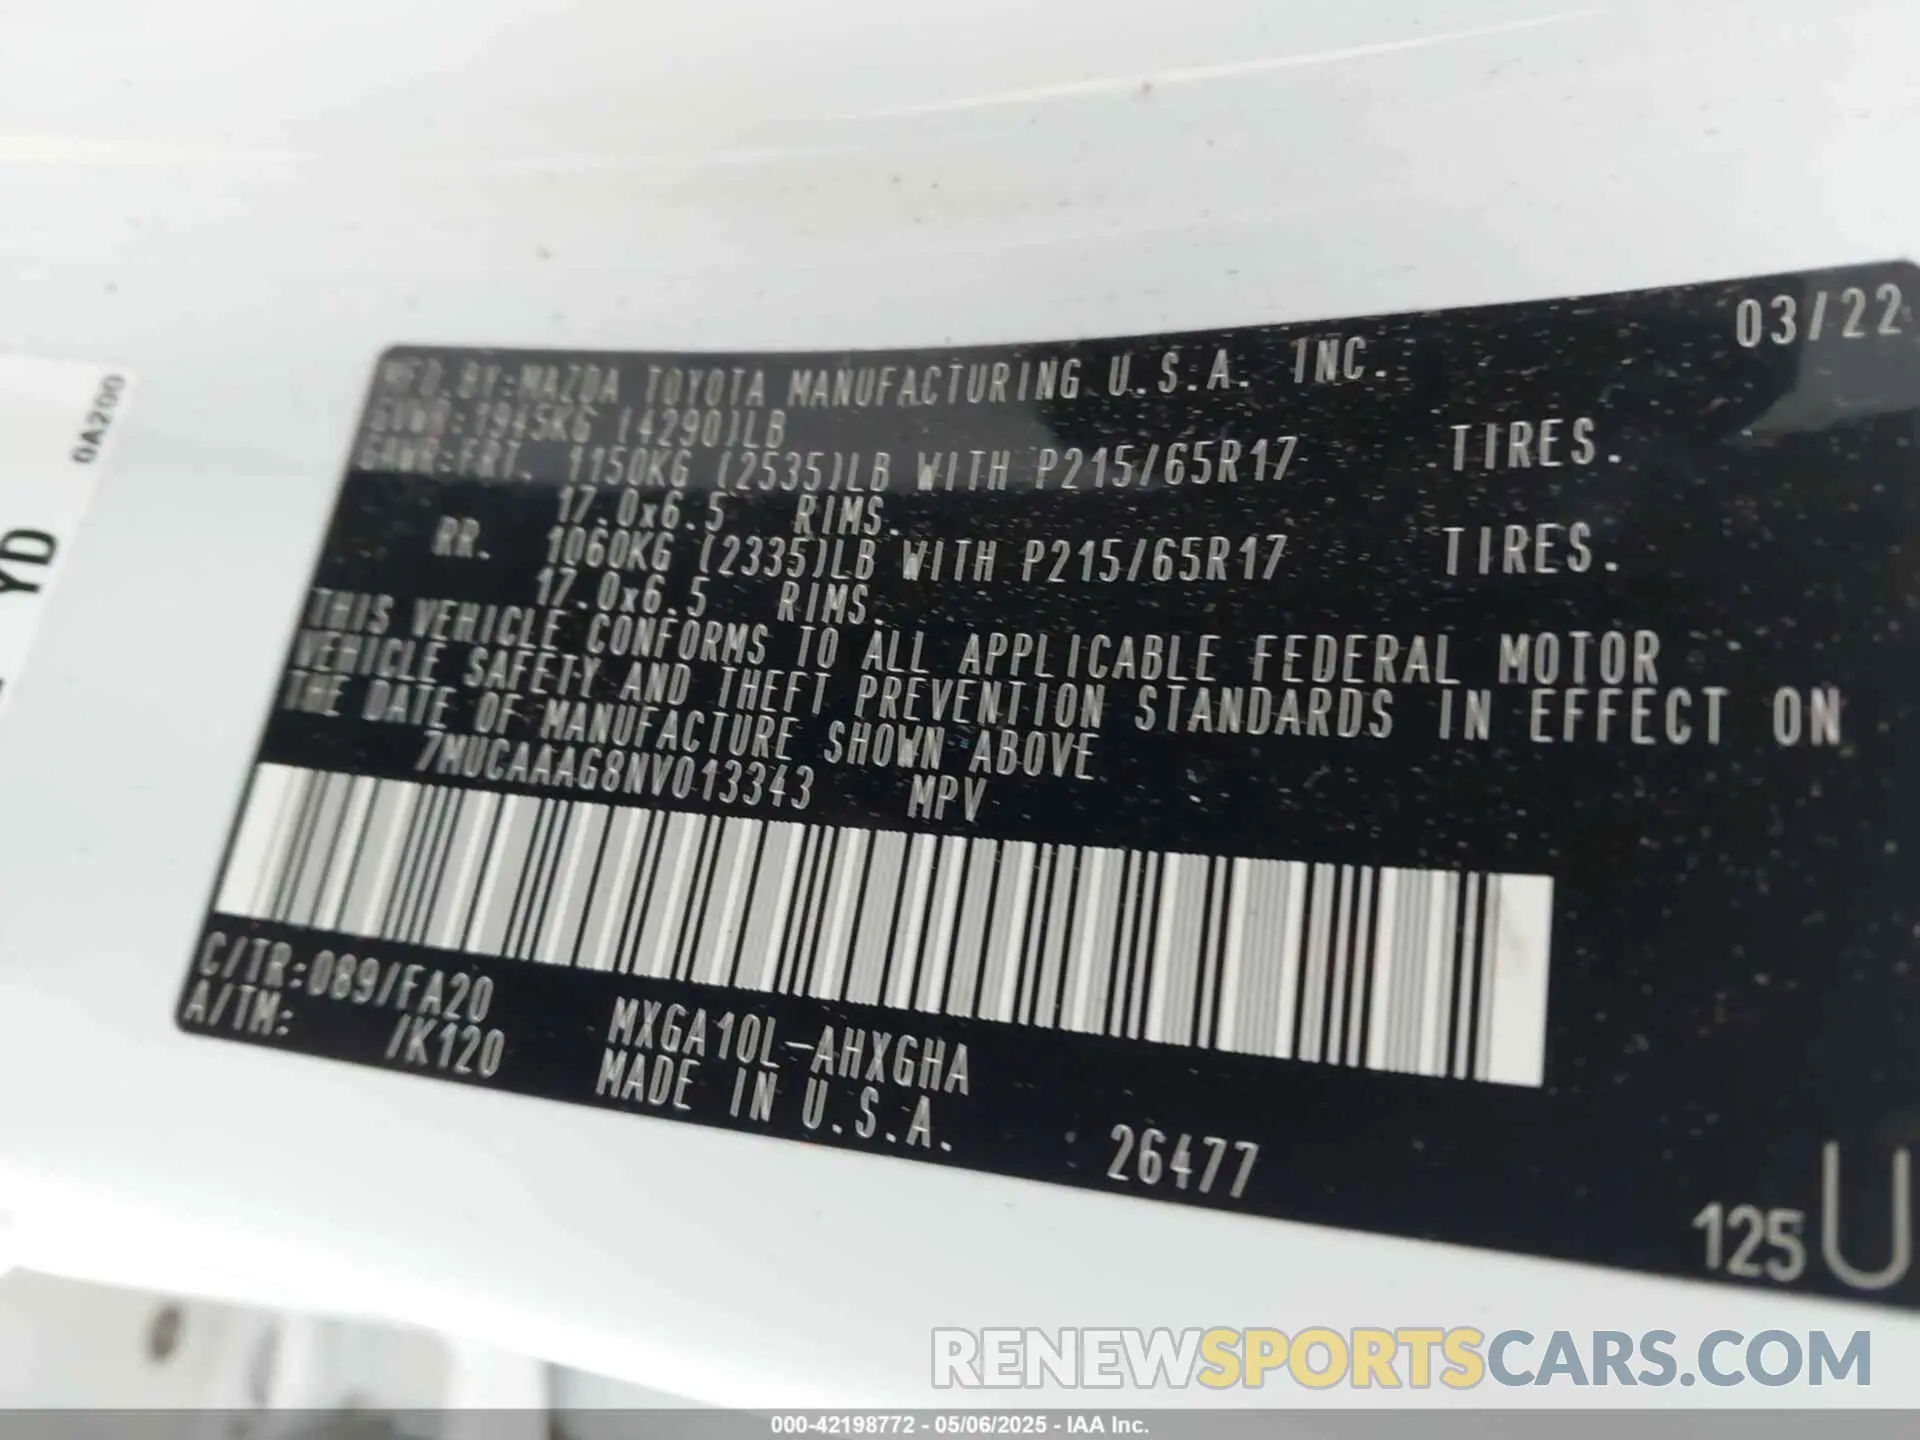 0A200
YD
03/22
MFD.BY:MAZDA TOYOTA MANUFACTURING U.S.A. INC.
GVWR:1945KG (4290)LB
GAWR:FRT. 1150KG (2535)LB WITH P215/65R17 TIRES.
17.0x6.5 RIMS.
RR. 1060KG (2335)LB WITH P215/65R17 TIRES.
17.0x6.5 RIMS.
THIS VEHICLE CONFORMS TO ALL APPLICABLE FEDERAL MOTOR
VEHICLE SAFETY AND THEFT PREVENTION STANDARDS IN EFFECT ON
THE DATE OF MANUFACTURE SHOWN ABOVE
7MUCAAAG8NV013343 MPV
C/TR:089/FA20
A/TM: /K120
MXGA10L-AHXGHA
MADE IN U.S.A.
26477
125U
RENEWSPORTSCARS.COM
000-42198772 - 05/06/2025 - IAA Inc.